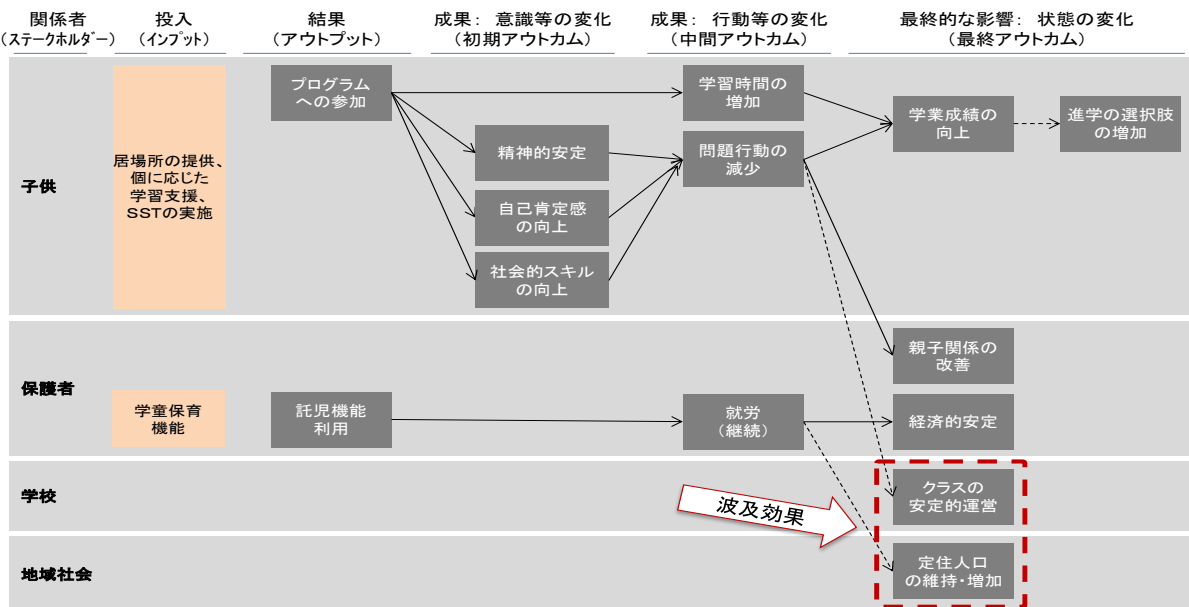 関係者
(ステークホルダー)
投入
(インプット)
結果
(アウトプット)
成果: 意識等の変化
(初期アウトカム)
成果: 行動等の変化
(中間アウトカム)
最終的な影響: 状態の変化
(最終アウトカム)
子供
居場所の提供、
個に応じた
学習支援、
SSTの実施
プログラム
への参加
精神的安定
自己肯定感
の向上
社会的スキル
の向上
学習時間の
増加
問題行動の
減少
学業成績の
向上
進学の選択肢
の増加
保護者
学童保育
機能
託児機能
利用
就労
(継続)
親子関係の
改善
経済的安定
学校
波及効果
クラスの
安定的運営
地域社会
定住人口
の維持・増加